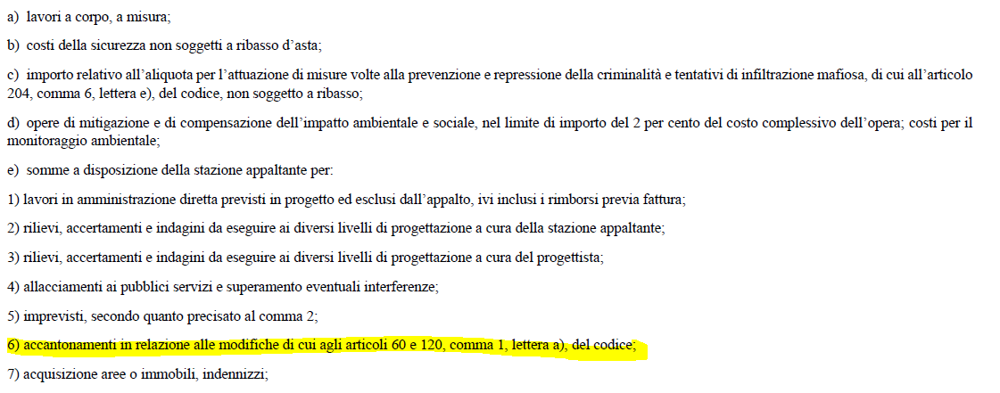 a) lavori a corpo, a misura;
b) costi della sicurezza non soggetti a ribasso d’asta;
c) importo relativo all’aliquota per l’attuazione di misure volte alla prevenzione e repressione della criminalità e tentativi di infiltrazione mafiosa, di cui all’articolo
204, comma 6, lettera e), del codice, non soggetto a ribasso;
d) opere di mitigazione e di compensazione dell’impatto ambientale e sociale, nel limite di importo del 2 per cento del costo complessivo dell’opera; costi per il
monitoraggio ambientale;
e) somme a disposizione della stazione appaltante per:
1) lavori in amministrazione diretta previsti in progetto ed esclusi dall’appalto, ivi inclusi i rimborsi previa fattura;
2) rilievi, accertamenti e indagini da eseguire ai diversi livelli di progettazione a cura della stazione appaltante;
3) rilievi, accertamenti e indagini da eseguire ai diversi livelli di progettazione a cura del progettista;
4) allacciamenti ai pubblici servizi e superamento eventuali interferenze;
5) imprevisti, secondo quanto precisato al comma 2;
6) accantonamenti in relazione alle modifiche di cui agli articoli 60 e 120, comma 1, lettera a), del codice;
7) acquisizione aree o immobili, indennizzi;